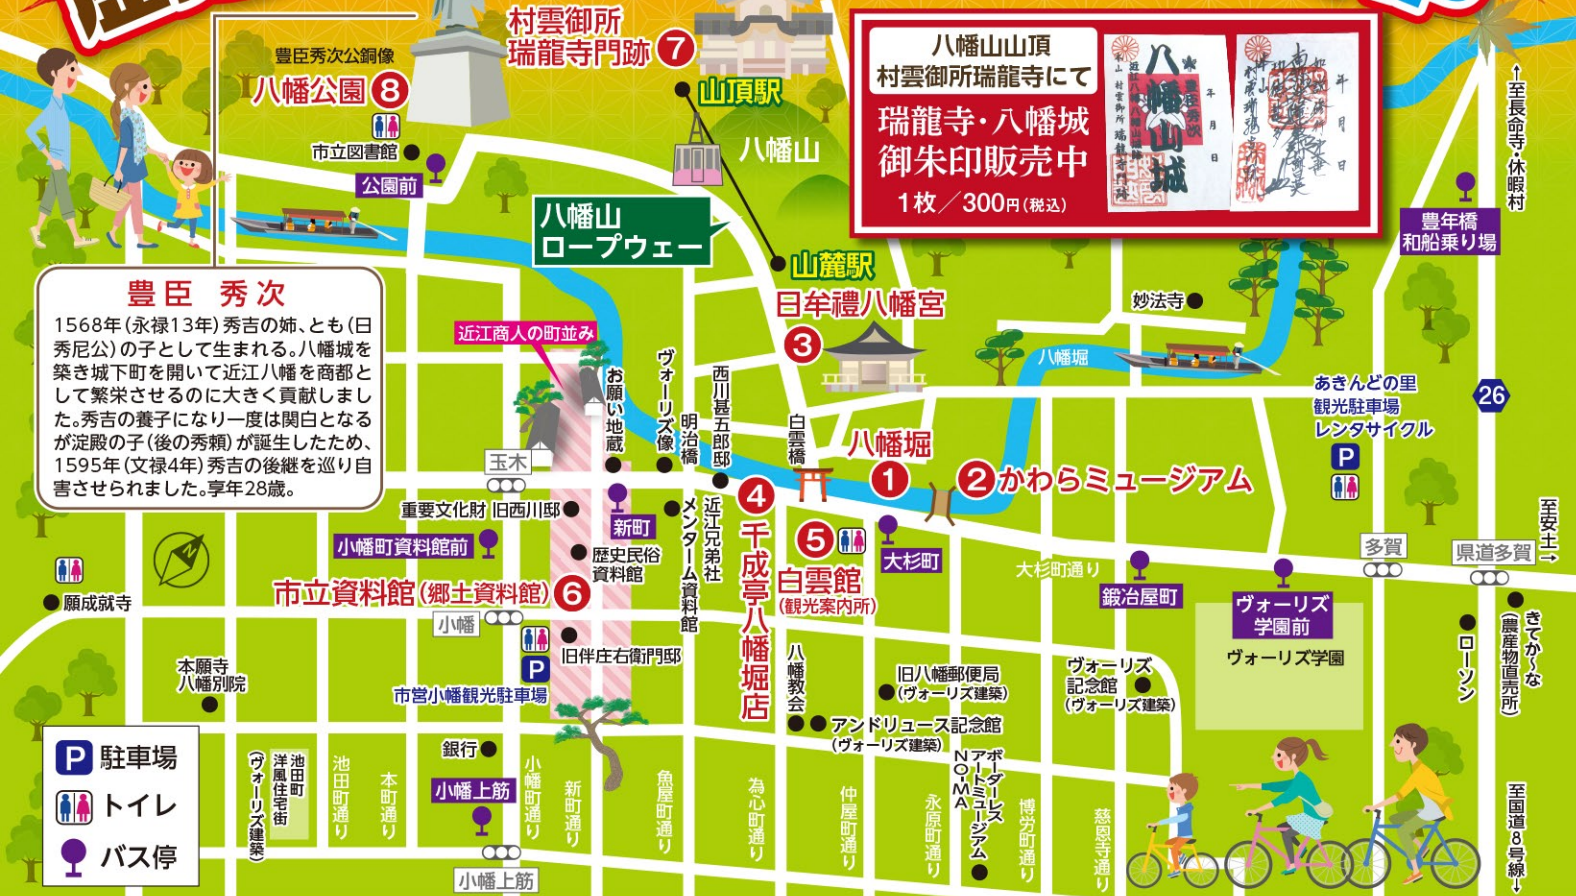 村雲御所
瑞龍寺門跡 7
豊臣秀次公銅像
八幡公園 8
市立図書館
公園前
山頂駅
八幡山
八幡山
ロープウェー
山麓駅
八幡山山頂
村雲御所瑞龍寺にて
瑞龍寺・八幡城
御朱印販売中
1枚／300円(税込)
八幡山城
豊臣秀次
年 月 日
年 月 日
↑至長命寺・休暇村
豊年橋
和船乗り場
豊臣 秀次
1568年(永禄13年)秀吉の姉、とも(日
秀尼公)の子として生まれる。八幡城を
築き城下町を開いて近江八幡を商都と
して繁栄させるのに大きく貢献しまし
た。秀吉の養子になり一度は関白となる
が淀殿の子(後の秀頼)が誕生したため、
1595年(文禄4年)秀吉の後継を巡り自
害させられました。享年28歳。
近江商人の町並み
日牟禮八幡宮
3
妙法寺
八幡堀
お願い地蔵
ヴォーリズ像
明治橋
西川甚五郎邸
白雲橋
八幡堀
1
2 かわらミュージアム
あきんどの里
観光駐車場
レンタサイクル
P
26
玉木
重要文化財 旧西川邸
新町
小幡町資料館前
歴史民俗
資料館
メンターム資料館
近江兄弟社
4
千成亭八幡堀店
5
白雲館
(観光案内所)
大杉町
大杉町通り
鍛冶屋町
多賀
県道多賀
至安土→
ヴォーリズ
学園前
ヴォーリズ学園
願成就寺
市立資料館(郷土資料館) 6
小幡
旧伴庄右衛門邸
P
市営小幡観光駐車場
本願寺
八幡別院
八幡教会
旧八幡郵便局
(ヴォーリズ建築)
アンドリュース記念館
(ヴォーリズ建築)
ヴォーリズ
記念館
(ヴォーリズ建築)
ローソン
きてか〜な
(農産物直売所)
P 駐車場
トイレ
バス停
池田町
洋風住宅街
(ヴォーリズ建築)
池田町通り
本町通り
銀行
小幡上筋
小幡町通り
新町通り
魚屋町通り
為心町通り
仲屋町通り
永原町通り
ボーダーレス
アートミュージアム
NO-MA
博労町通り
慈恩寺通り
小幡上筋
至国道8号線↓